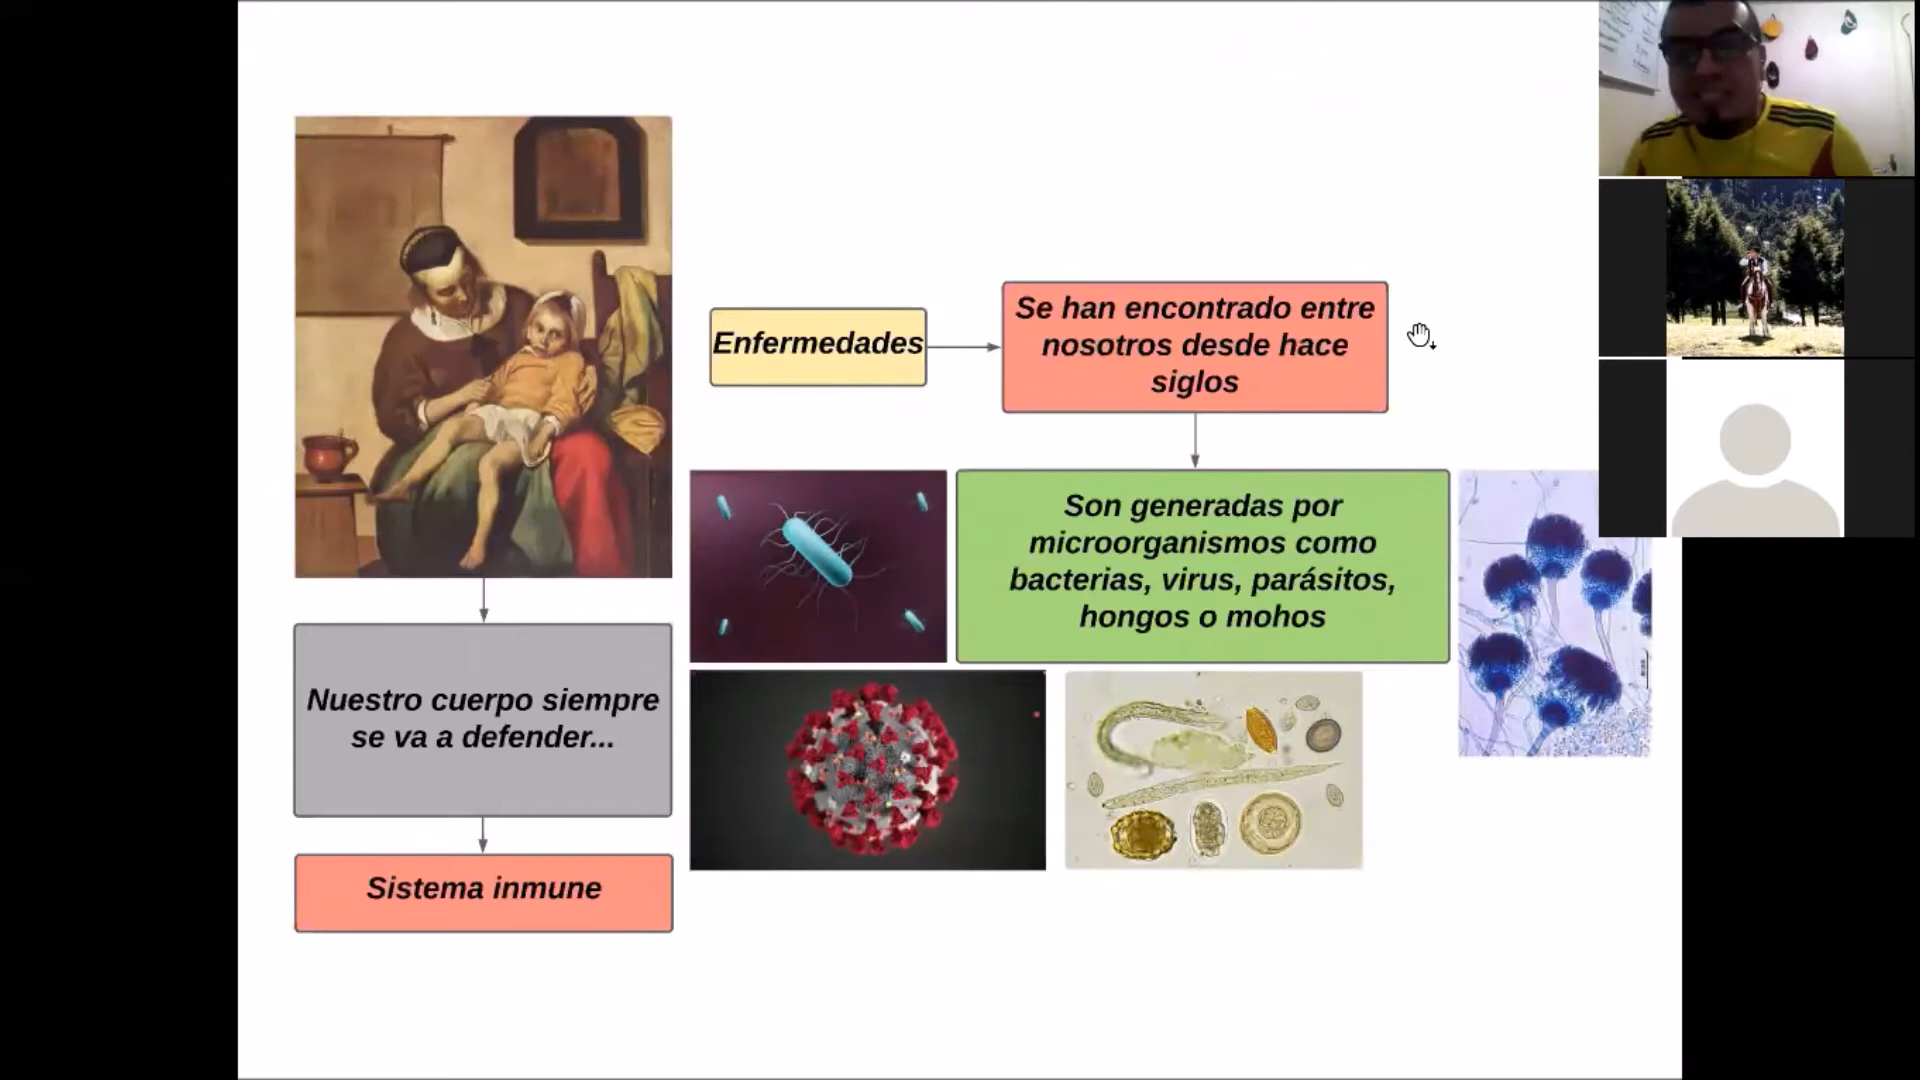 Enfermedades
Se han encontrado entre
nosotros desde hace
siglos
Son generadas por
microorganismos como
bacterias, virus, parásitos,
hongos o mohos
Nuestro cuerpo siempre
se va a defender...
Sistema inmune